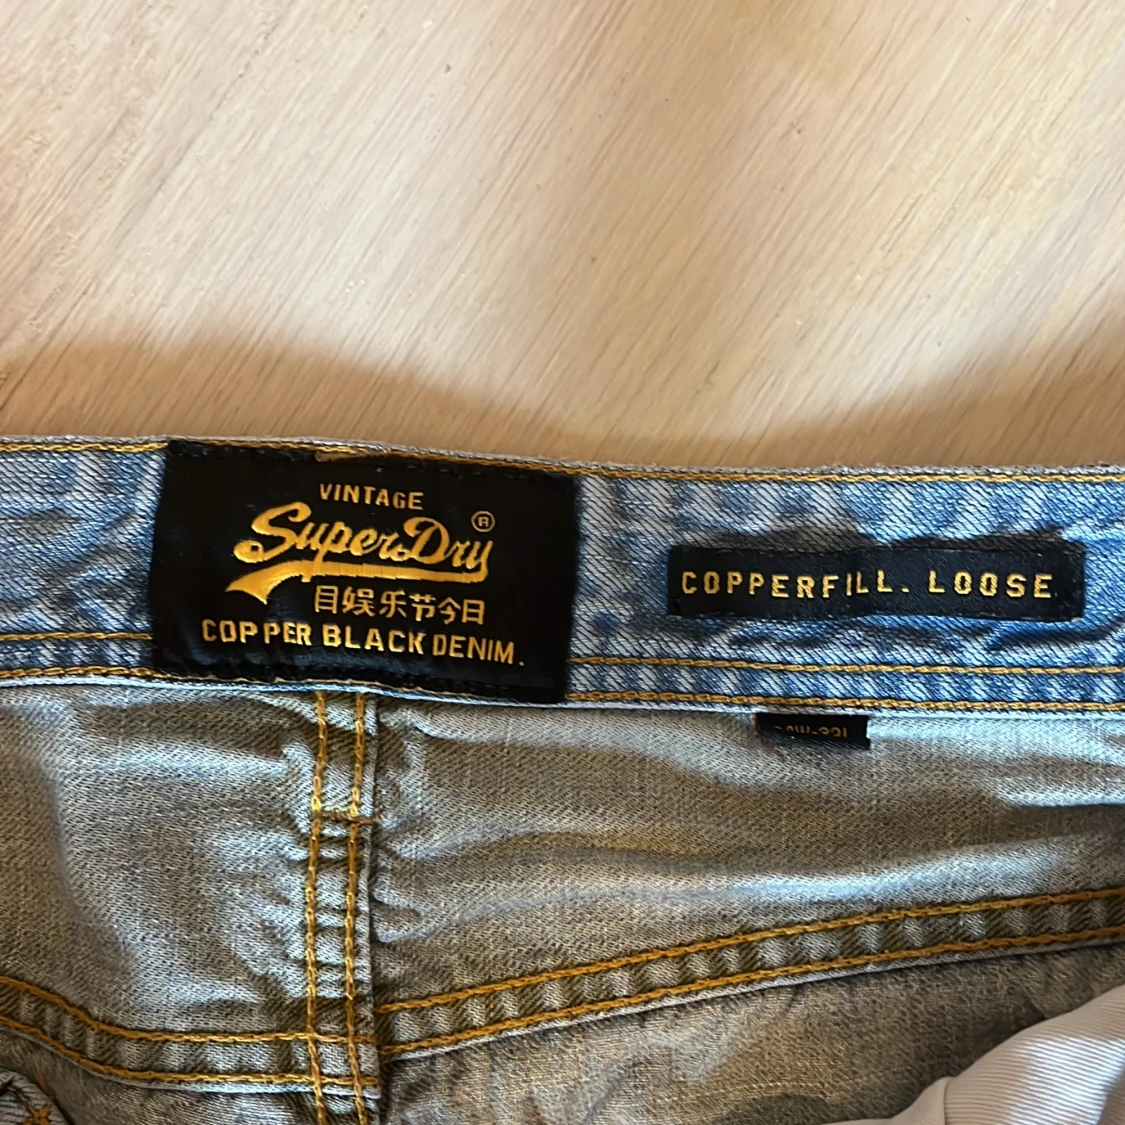 VINTAGE
SuperDry ®
目娱乐节今日
COPPER BLACK DENIM.
COPPERFILL. LOOSE